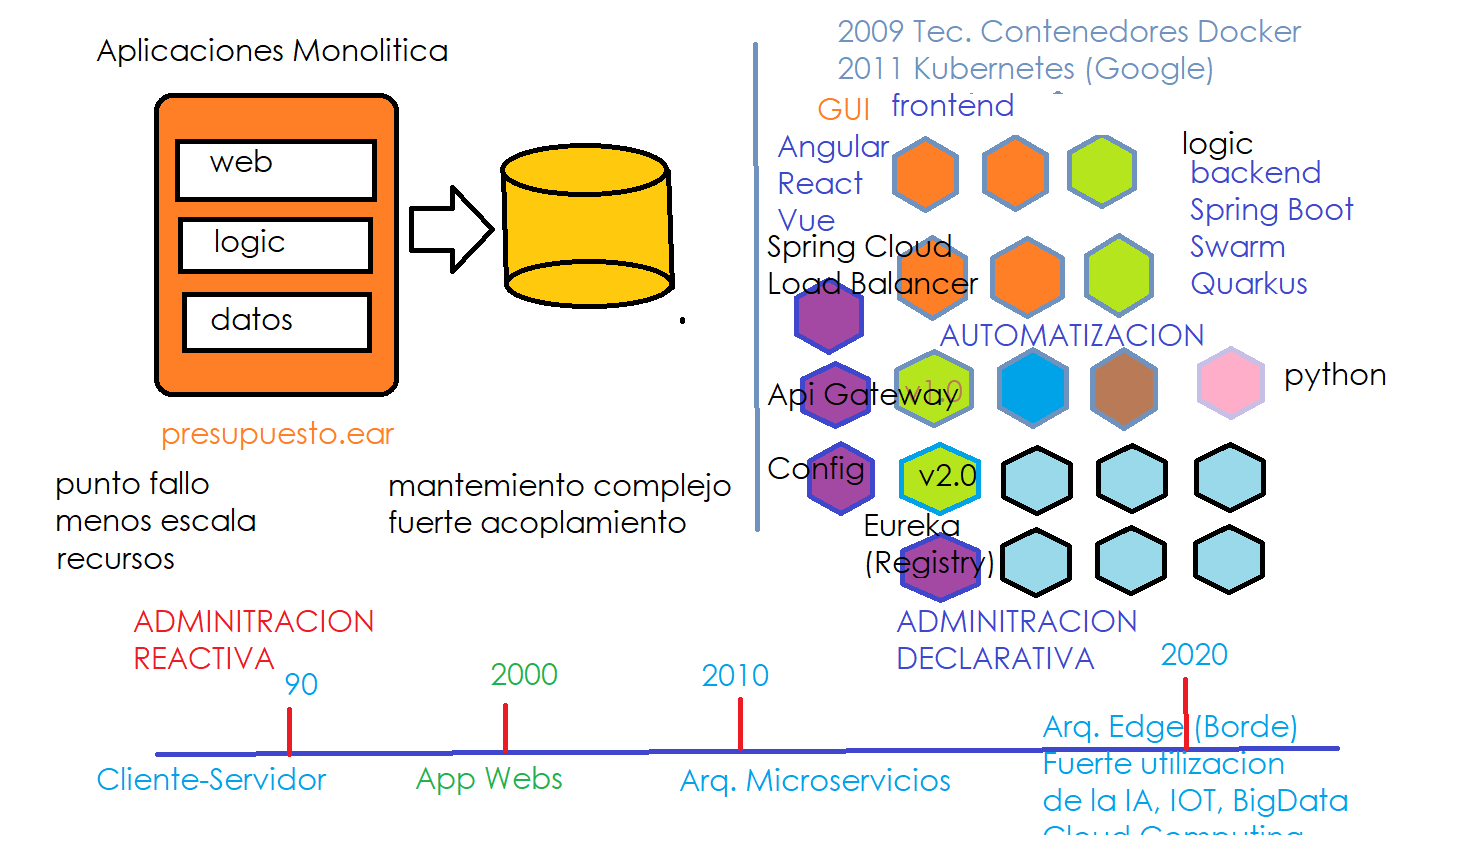 Aplicaciones Monolitica
web
logic
datos
presupuesto.ear
punto fallo
menos escala
recursos
mantemiento complejo
fuerte acoplamiento
2009 Tec. Contenedores Docker
2011 Kubernetes (Google)
GUI
frontend
Angular
React
Vue
logic
backend
Spring Boot
Swarm
Quarkus
Spring Cloud
Load Balancer
AUTOMATIZACION
v1.0
Api Gateway
python
Config
v2.0
Eureka
(Registry)
ADMINITRACION
REACTIVA
ADMINITRACION
DECLARATIVA
90
2000
2010
2020
Cliente-Servidor
App Webs
Arq. Microservicios
Arq. Edge (Borde)
Fuerte utilizacion
de la IA, IOT, BigData
Cloud Computing